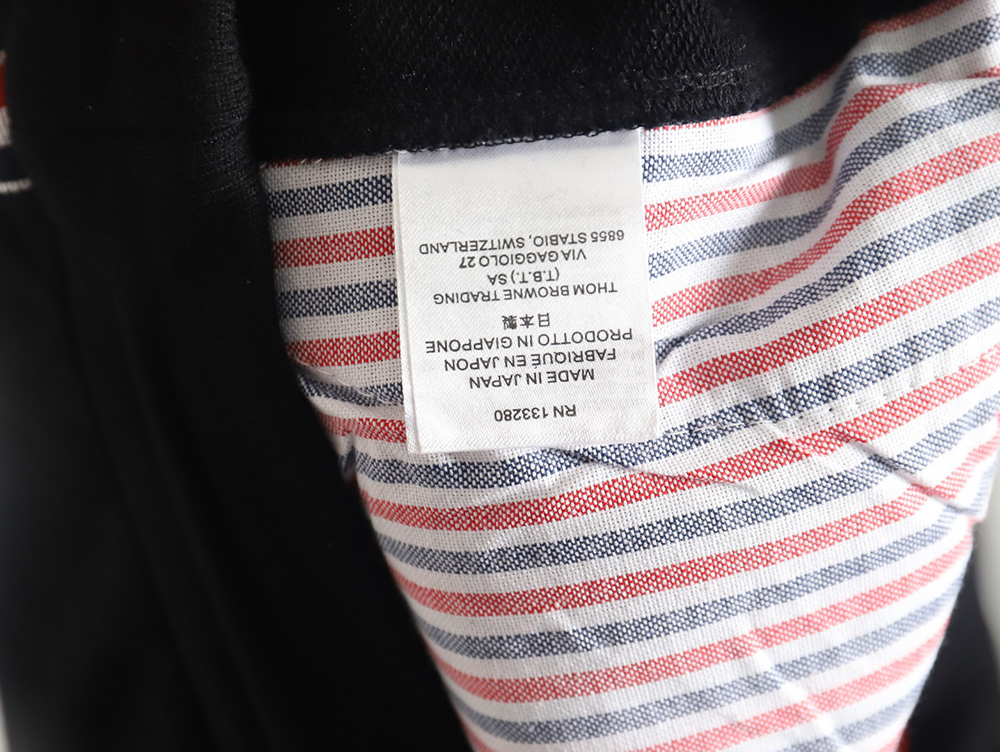 RN 133280
MADE IN JAPAN
FABRIQUÉ EN JAPON
PRODOTTO IN GIAPPONE
日本製
THOM BROWNE TRADING
(T.B.T.) SA
VIA GAGGIOLO 27
6855 STABIO, SWITZERLAND